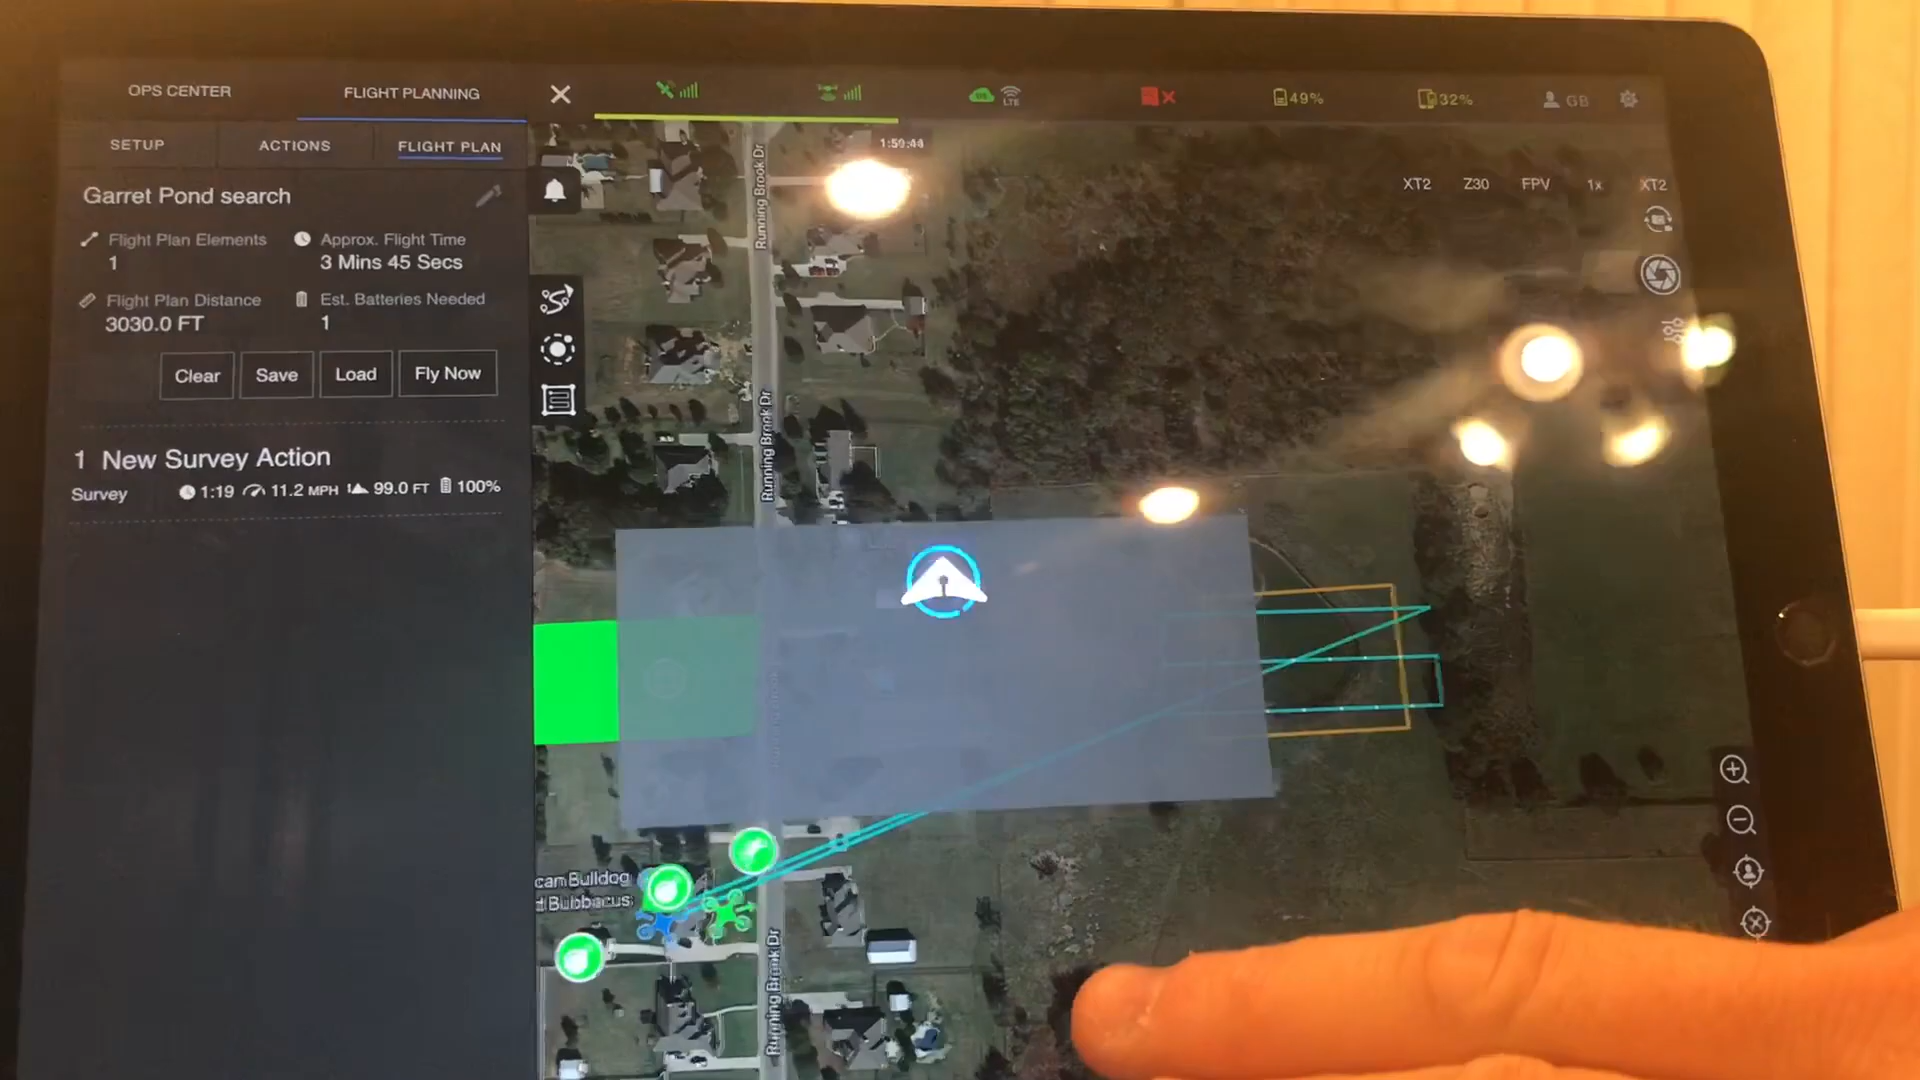 OPS CENTER
FLIGHT PLANNING
LTE
49%
32%
GB
SETUP
ACTIONS
FLIGHT PLAN
1:59:44
Garret Pond search
XT2
Z30
FPV
1x
XT2
Flight Plan Elements
1
Approx. Flight Time
3 Mins 45 Secs
Flight Plan Distance
3030.0 FT
Est. Batteries Needed
1
Clear
Save
Load
Fly Now
1 New Survey Action
Survey
1:19
11.2 MPH
99.0 FT
100%
Running Brook Dr
Running Brook Dr
cam Bulldog
d Bubbacus
Running Brook Dr